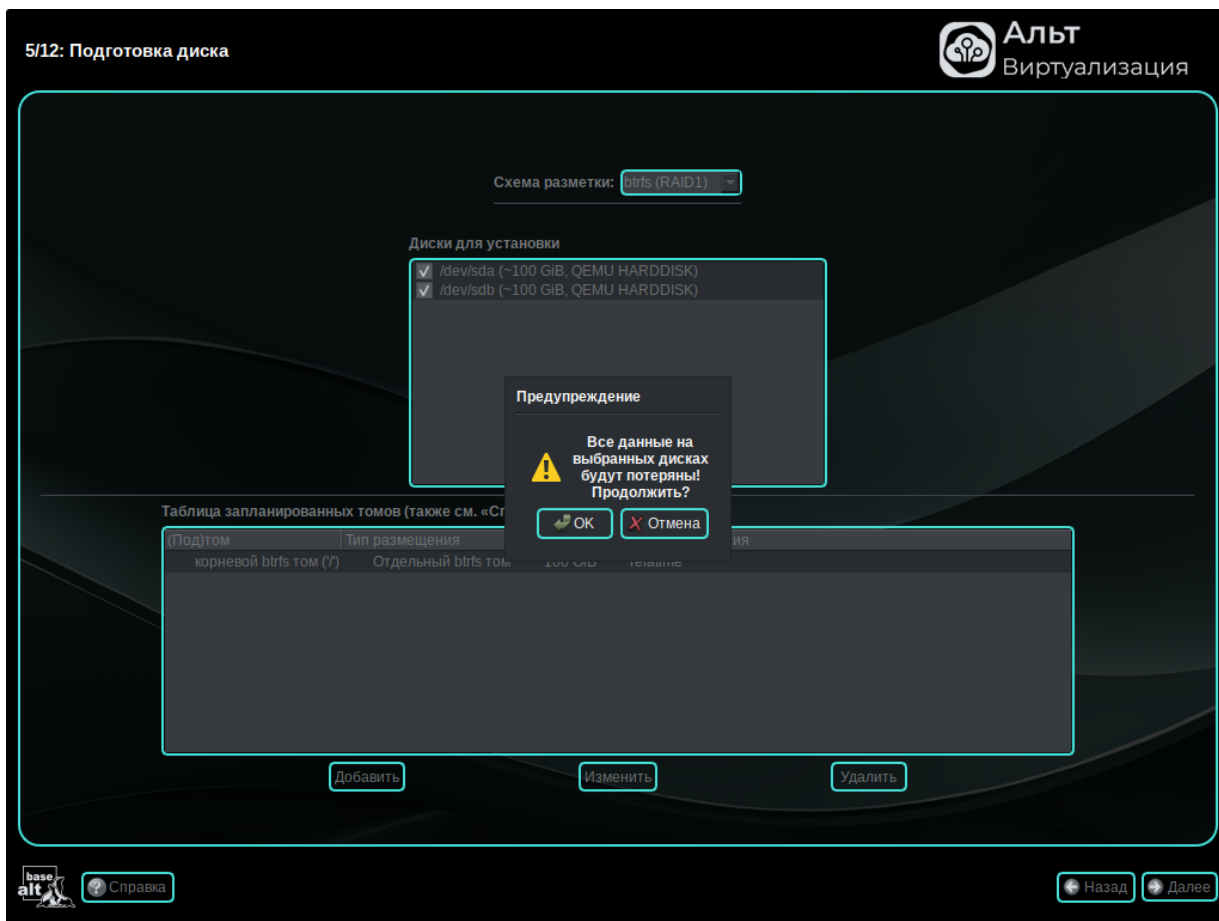 5/12: Подготовка диска
Альт
Виртуализация
Схема разметки: btrfs (RAID1)
Диски для установки
/dev/sda (~100 GiB, QEMU HARDDISK)
/dev/sdb (~100 GiB, QEMU HARDDISK)
Предупреждение
Все данные на
выбранных дисках
будут потеряны!
Продолжить?
OK Отмена
Таблица запланированных томов (также см.
(Под)том Тип размещения
корневой btrfs том ('/') Отдельный btrfs том 100 GiB relatime
Добавить Изменить Удалить
base
alt
Справка Назад Далее